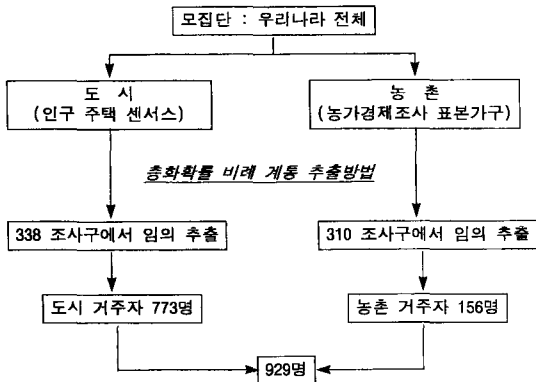 모집단 : 우리나라 전체
도 시
(인구 주택 센서스)
농 촌
(농가경제조사 표본가구)
층화확률 비례 계통 추출방법
338 조사구에서 임의 추출
310 조사구에서 임의 추출
도시 거주자 773명
농촌 거주자 156명
929명